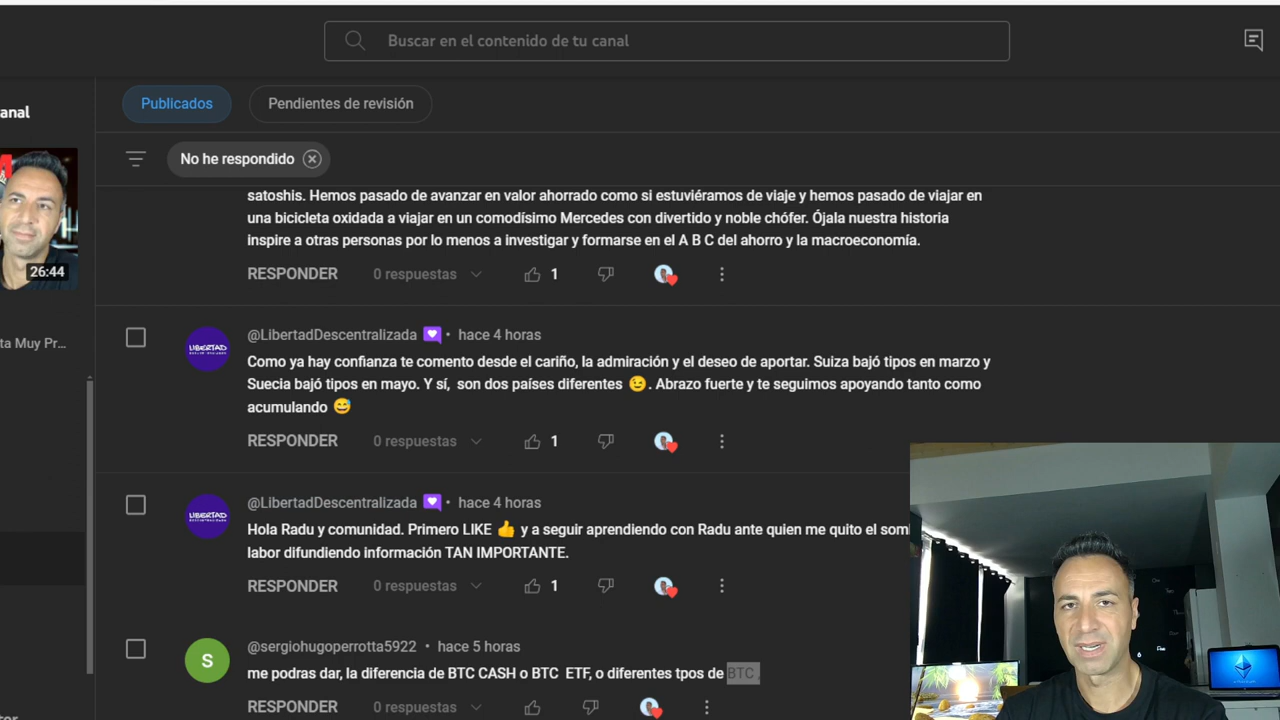 Buscar en el contenido de tu canal
anal
Publicados
Pendientes de revisión
No he respondido
26:44
ta Muy Pr...
satoshis. Hemos pasado de avanzar en valor ahorrado como si estuviéramos de viaje y hemos pasado de viajar en
una bicicleta oxidada a viajar en un comodísimo Mercedes con divertido y noble chófer. Ójala nuestra historia
inspire a otras personas por lo menos a investigar y formarse en el A B C del ahorro y la macroeconomía.
RESPONDER 0 respuestas 1
LIBERTAD
@LibertadDescentralizada • hace 4 horas
Como ya hay confianza te comento desde el cariño, la admiración y el deseo de aportar. Suiza bajó tipos en marzo y
Suecia bajó tipos en mayo. Y sí, son dos países diferentes 😉. Abrazo fuerte y te seguimos apoyando tanto como
acumulando 😅
RESPONDER 0 respuestas 1
LIBERTAD
@LibertadDescentralizada • hace 4 horas
Hola Radu y comunidad. Primero LIKE 👍 y a seguir aprendiendo con Radu ante quien me quito el som
labor difundiendo información TAN IMPORTANTE.
RESPONDER 0 respuestas 1
S
@sergiohugoperrotta5922 • hace 5 horas
me podras dar, la diferencia de BTC CASH o BTC ETF, o diferentes tpos de BTC ,
RESPONDER 0 respuestas